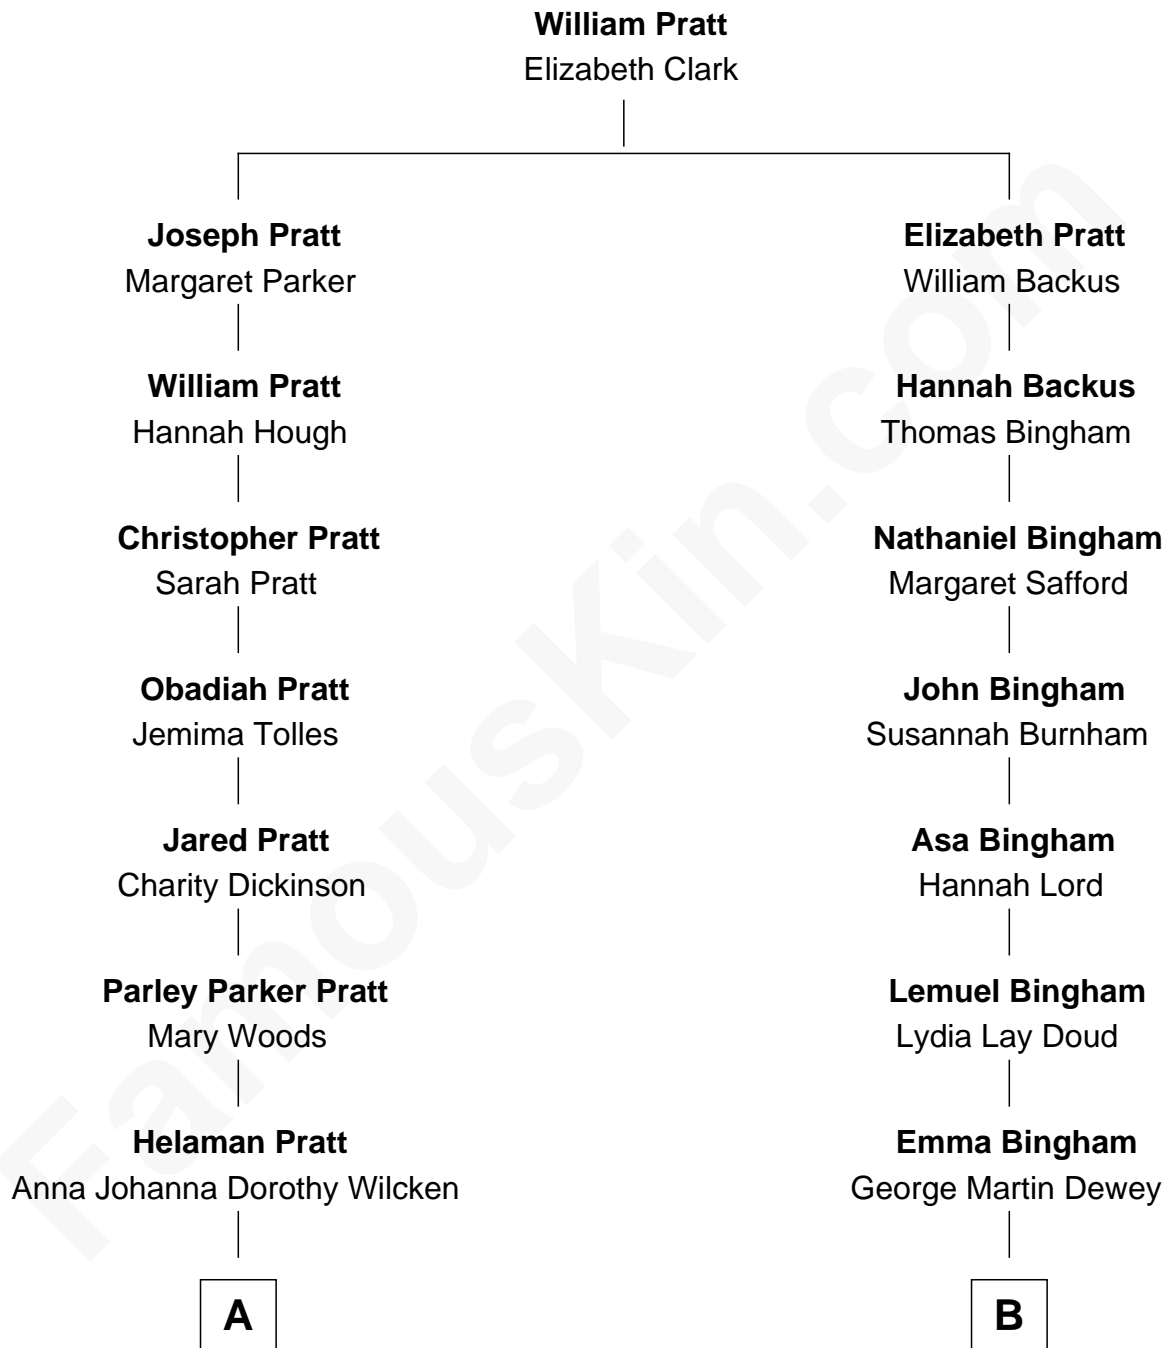 William Pratt
Elizabeth Clark
Joseph Pratt
Margaret Parker
Elizabeth Pratt
William Backus
William Pratt
Hannah Hough
Hannah Backus
Thomas Bingham
Christopher Pratt
Sarah Pratt
Nathaniel Bingham
Margaret Safford
Obadiah Pratt
Jemima Tolles
John Bingham
Susannah Burnham
Jared Pratt
Charity Dickinson
Asa Bingham
Hannah Lord
Parley Parker Pratt
Mary Woods
Lemuel Bingham
Lydia Lay Doud
Helaman Pratt
Anna Johanna Dorothy Wilcken
Emma Bingham
George Martin Dewey
A
B
FamousKin.com